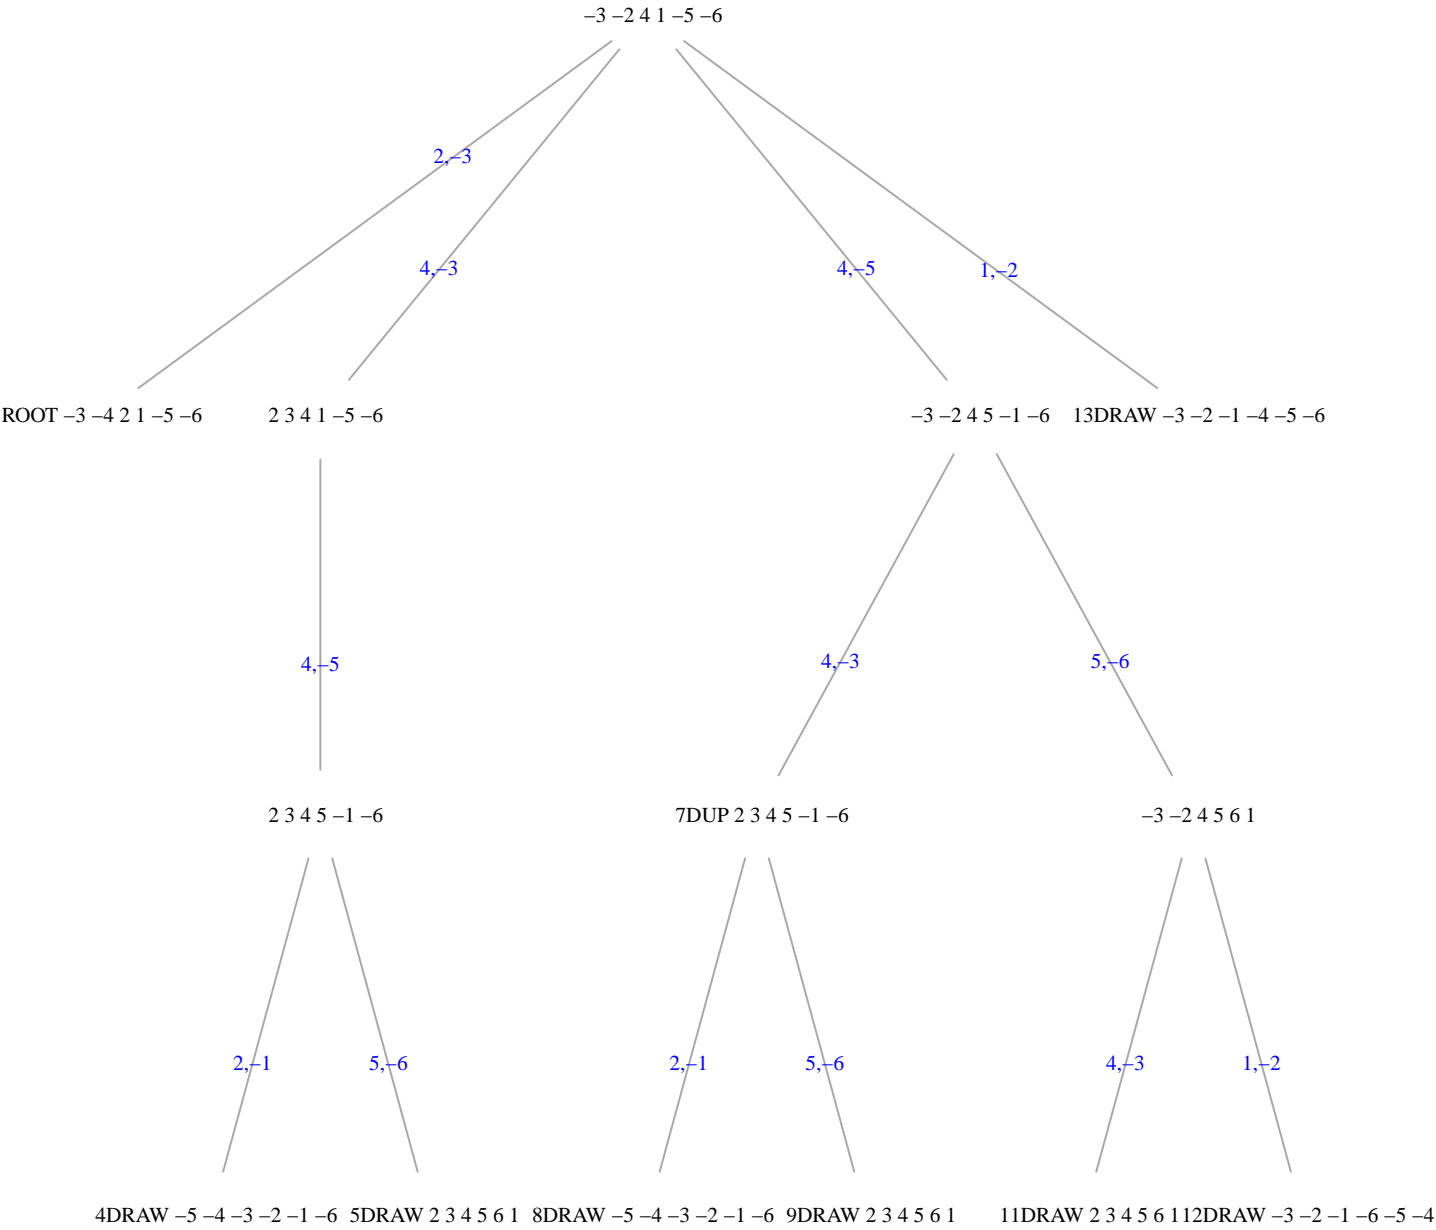 –3 –2 4 1 –5 –6
2,–3
4,–3
4,–5
1,–2
ROOT –3 –4 2 1 –5 –6
2 3 4 1 –5 –6
–3 –2 4 5 –1 –6
13DRAW –3 –2 –1 –4 –5 –6
4,–5
4,–3
5,–6
2 3 4 5 –1 –6
7DUP 2 3 4 5 –1 –6
–3 –2 4 5 6 1
2,–1
5,–6
2,–1
5,–6
4,–3
1,–2
4DRAW –5 –4 –3 –2 –1 –6
5DRAW 2 3 4 5 6 1
8DRAW –5 –4 –3 –2 –1 –6
9DRAW 2 3 4 5 6 1
11DRAW 2 3 4 5 6 1
12DRAW –3 –2 –1 –6 –5 –4